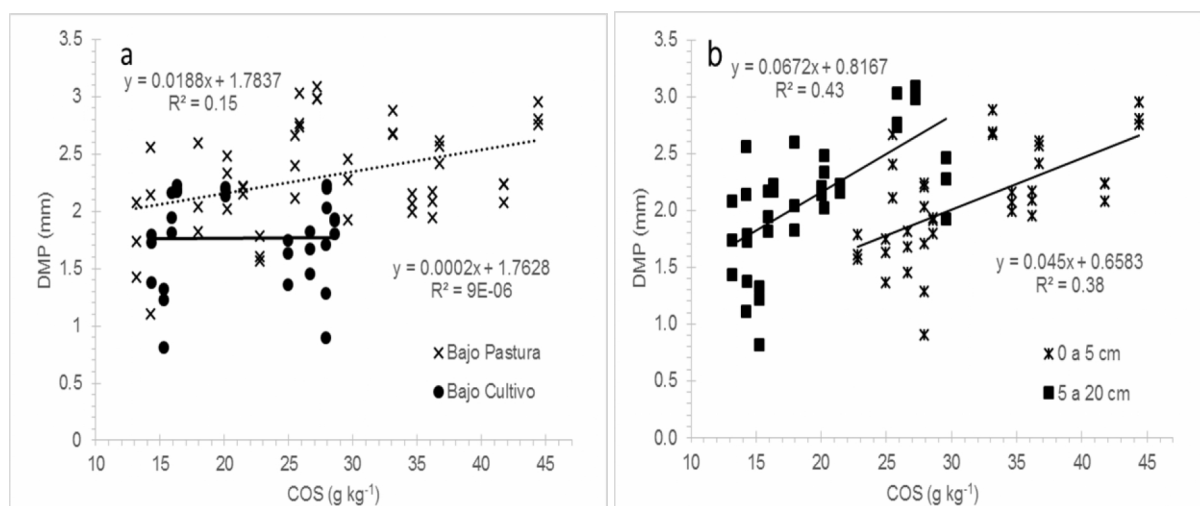 a
y = 0.0188x + 1.7837
R² = 0.15
y = 0.0002x + 1.7628
R² = 9E-06
× Bajo Pastura
● Bajo Cultivo
DMP (mm)
3.5
3
2.5
2
1.5
1
0.5
0
10 15 20 25 30 35 40 45
COS (g kg⁻¹)
b
y = 0.0672x + 0.8167
R² = 0.43
y = 0.045x + 0.6583
R² = 0.38
0 a 5 cm
■ 5 a 20 cm
DMP (mm)
3.5
3.0
2.5
2.0
1.5
1.0
0.5
0.0
10 15 20 25 30 35 40 45
COS (g kg⁻¹)